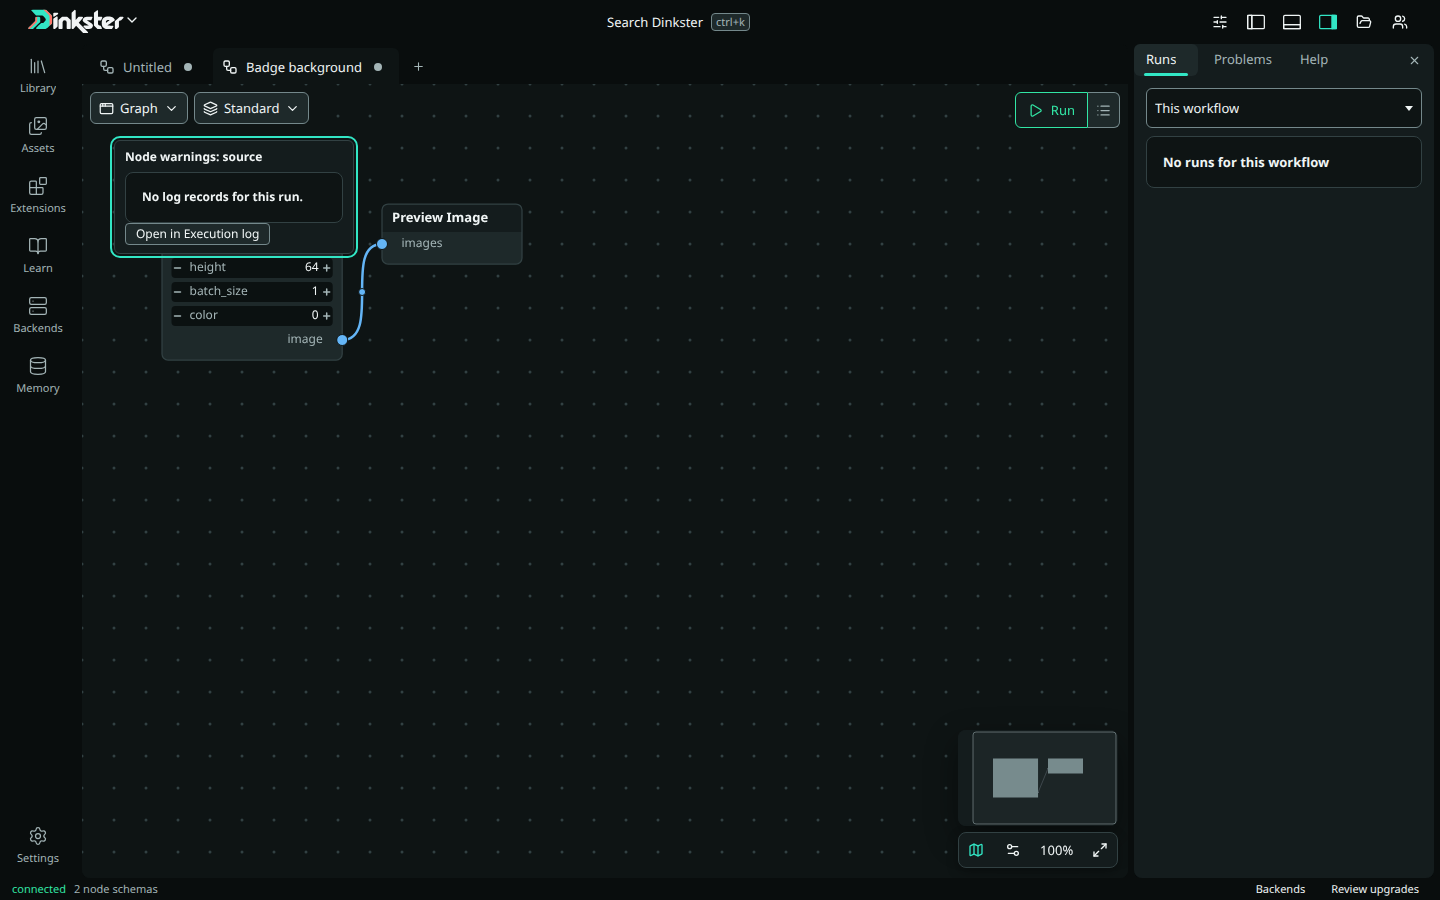 Dinkster
Search Dinkster ctrl+k
Library
Assets
Extensions
Learn
Backends
Memory
Settings
Untitled
Badge background
Graph
Standard
Run
Node warnings: source
No log records for this run.
Open in Execution log
height 64
batch_size 1
color 0
image
Preview Image
images
100%
Runs Problems Help
This workflow
No runs for this workflow
connected 2 node schemas
Backends Review upgrades